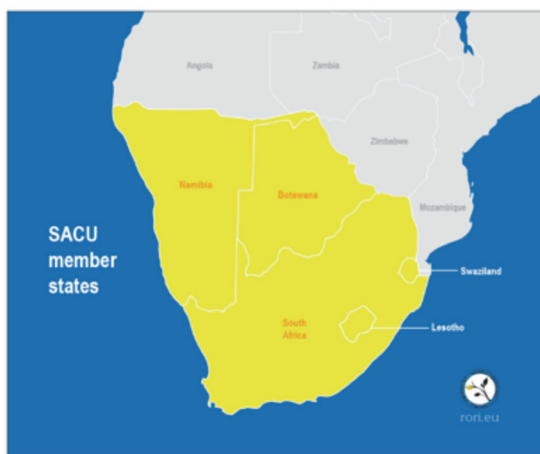 Angola
Zambia
Zimbabwe
Namibia
Botswana
Mozambique
SACU
member
states
Swaziland
South
Africa
Lesotho
rori.eu